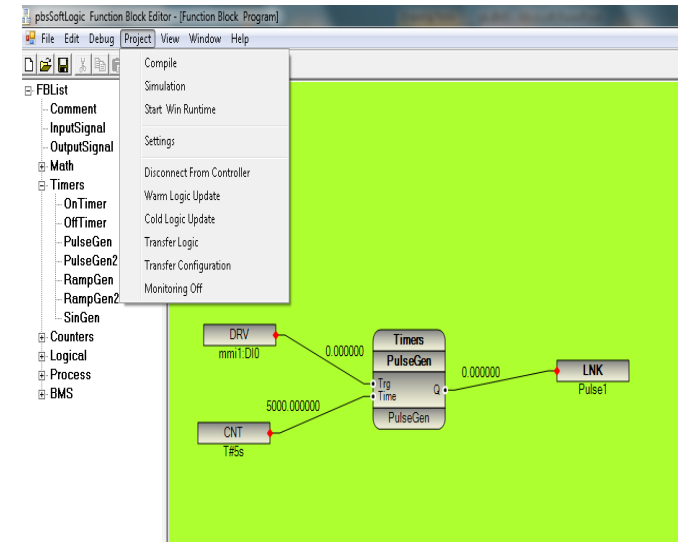 pbsSoftLogic Function Block Editor - [Function Block Program]
File Edit Debug Project View Window Help
Compile
Simulation
Start Win Runtime
Settings
Disconnect From Controller
Warm Logic Update
Cold Logic Update
Transfer Logic
Transfer Configuration
Monitoring Off
FBList
Comment
InputSignal
OutputSignal
Math
Timers
OnTimer
OffTimer
PulseGen
PulseGen2
RampGen
RampGen2
SinGen
Counters
Logical
Process
BMS
DRV
mmi1:DI0
0.000000
Timers
PulseGen
Trg
Time
Q
PulseGen
0.000000
LNK
Pulse1
5000.000000
CNT
T#5s